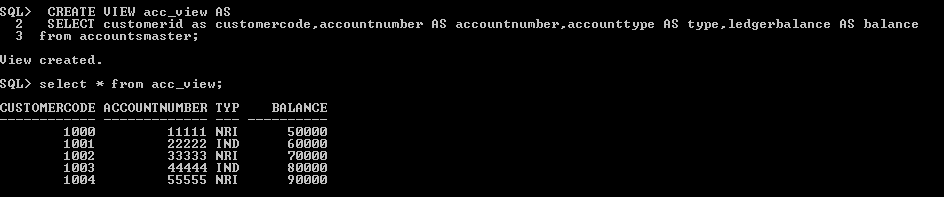 SQL>  CREATE VIEW acc_view AS
  2   SELECT customerid as customercode,accountnumber AS accountnumber,accounttype AS type,ledgerbalance AS balance
  3  from accountsmaster;
View created.
SQL> select * from acc_view;
CUSTOMERCODE ACCOUNTNUMBER TYP    BALANCE
------------ ------------- --- ----------
        1000         11111 NRI      50000
        1001         22222 IND      60000
        1002         33333 NRI      70000
        1003         44444 IND      80000
        1004         55555 NRI      90000